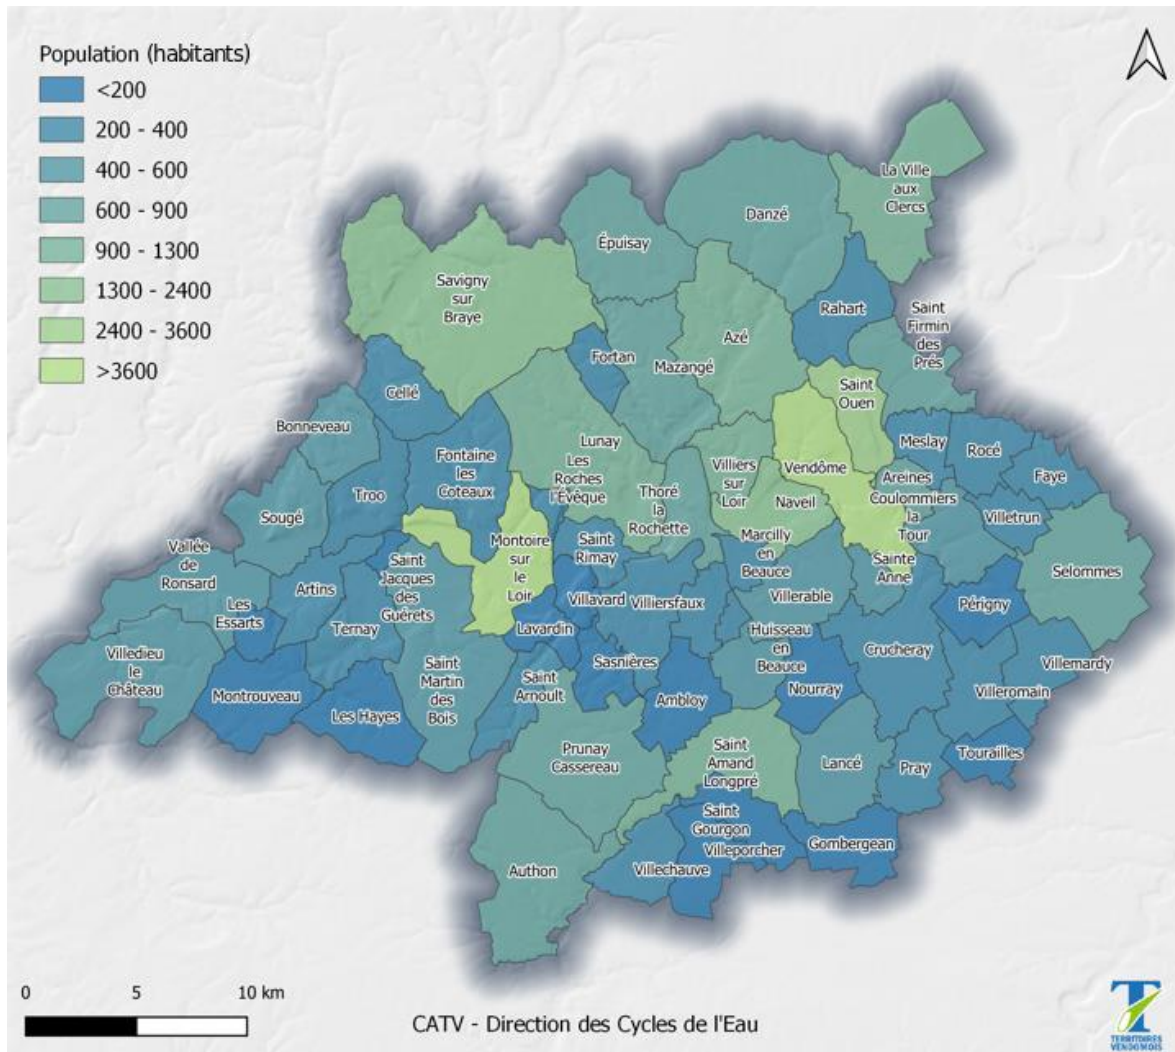 Population (habitants)
<200
200 - 400
400 - 600
600 - 900
900 - 1300
1300 - 2400
2400 - 3600
>3600
La Ville
aux
Clercs
Danzé
Épuisay
Savigny
sur
Braye
Rahart
Saint
Firmin
des
Prés
Azé
Fortan
Mazangé
Cellé
Saint
Ouen
Bonneveau
Lunay
Meslay
Rocé
Fontaine
les
Coteaux
Les
Roches
l'Évêque
Villiers
sur
Loir
Vendôme
Areines
Faye
Troo
Thoré
la
Rochette
Naveil
Coulommiers
la
Tour
Villetrun
Sougé
Montoire
sur
le
Loir
Saint
Rimay
Marcilly
en
Beauce
Sainte
Anne
Selommes
Vallée
de
Ronsard
Saint
Jacques
des
Guérets
Artins
Les
Essarts
Villavard
Villiersfaux
Villerable
Périgny
Ternay
Lavardin
Huisseau
en
Beauce
Crucheray
Villedieu
le
Château
Saint
Martin
des
Bois
Sasnières
Villemardy
Montrouveau
Saint
Arnoult
Ambloy
Nourray
Villeromain
Les Hayes
Prunay
Cassereau
Saint
Amand
Longpré
Lancé
Pray
Tourailles
Saint
Gourgon
Villeporcher
Gombergean
Authon
Villechauve
0 5 10 km
CATV - Direction des Cycles de l'Eau
TERRITOIRES
VENDÔMOIS